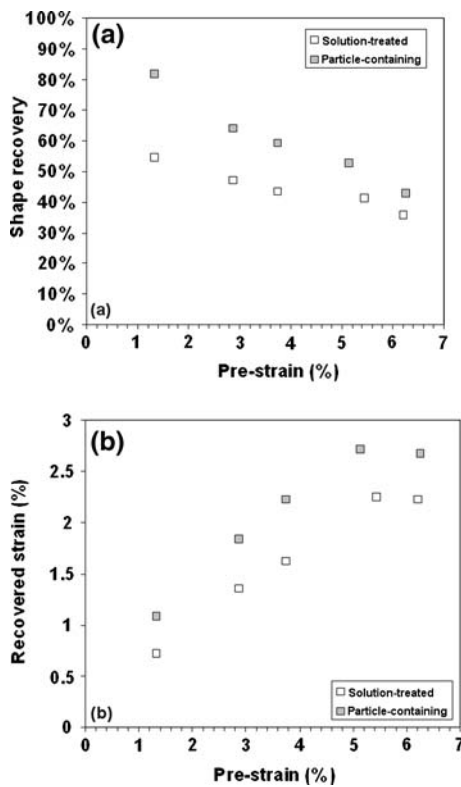 (a)
100%
90%
80%
70%
60%
50%
40%
30%
20%
10%
0%
Shape recovery
Solution-treated
Particle-containing
(a)
0 1 2 3 4 5 6 7
Pre-strain (%)
(b)
3
2.5
2
1.5
1
0.5
0
Recovered strain (%)
Solution-treated
Particle-containing
(b)
0 1 2 3 4 5 6 7
Pre-strain (%)